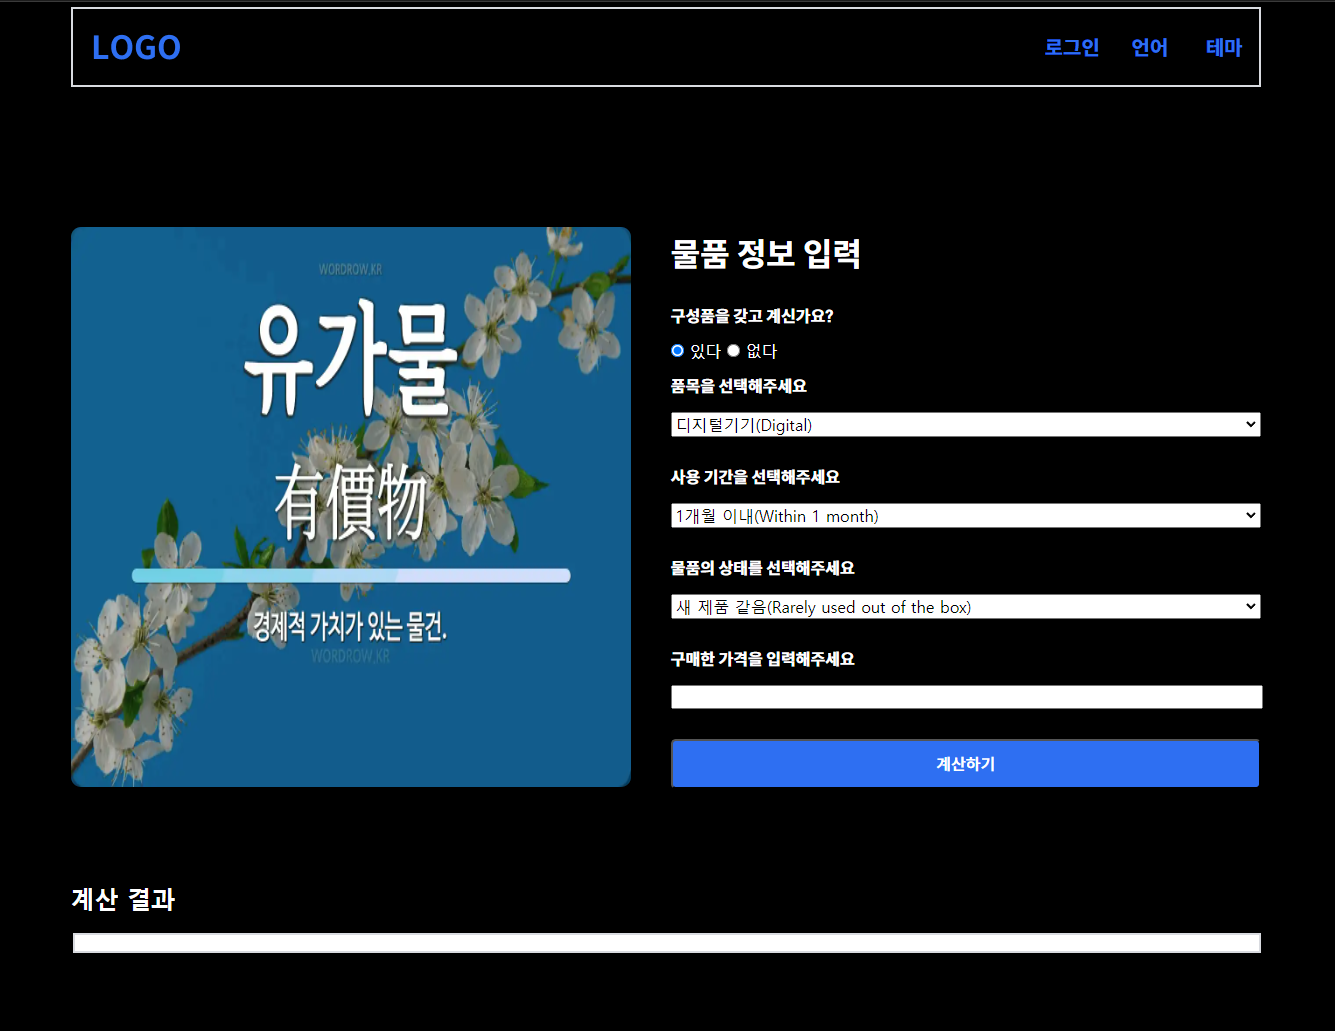 LOGO
로그인 언어 테마
WORDROW.KR
유가물
有價物
경제적 가치가 있는 물건.
WORDROW.KR
물품 정보 입력
구성품을 갖고 계신가요?
있다 없다
품목을 선택해주세요
디지털기기(Digital)
사용 기간을 선택해주세요
1개월 이내(Within 1 month)
물품의 상태를 선택해주세요
새 제품 같음(Rarely used out of the box)
구매한 가격을 입력해주세요
계산하기
계산 결과